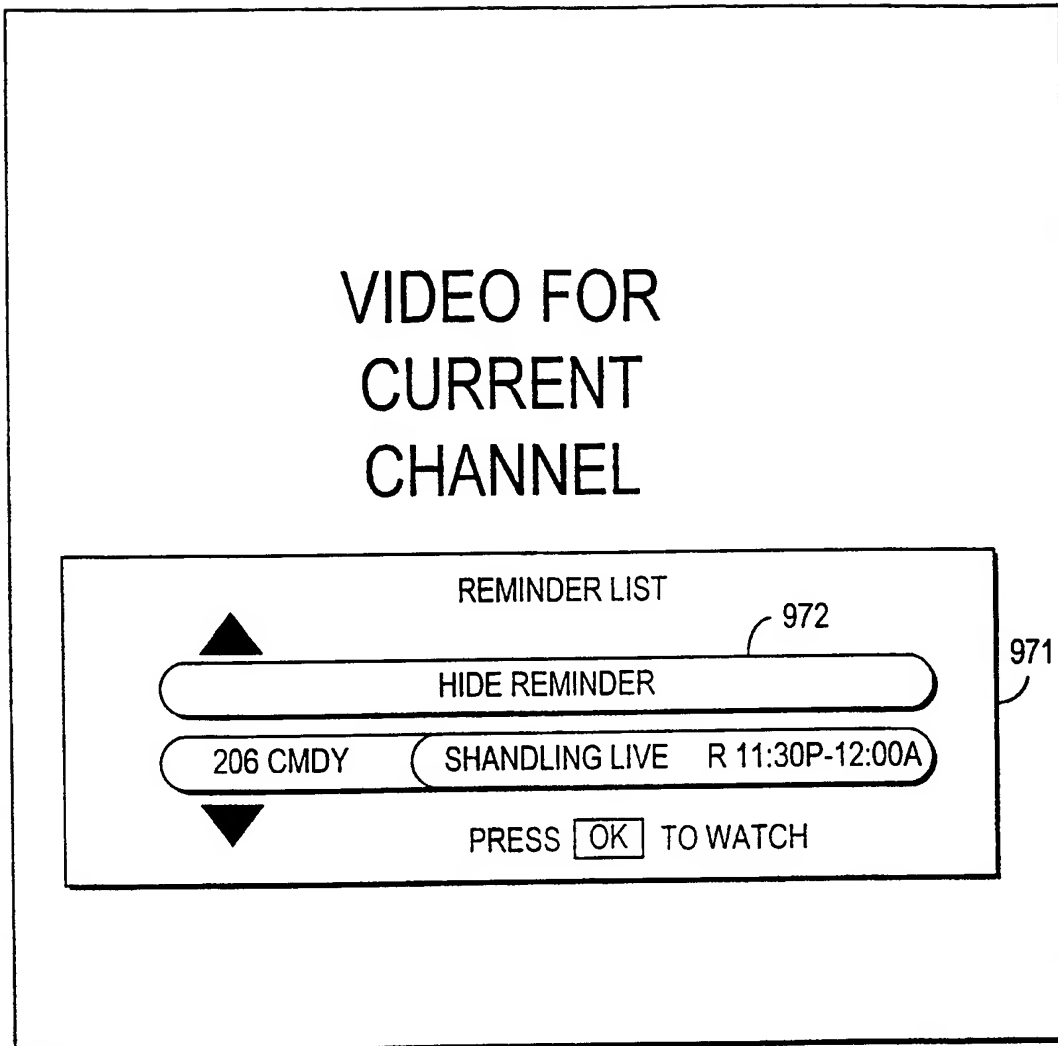 VIDEO FOR
CURRENT
CHANNEL
REMINDER LIST
972
971
HIDE REMINDER
206 CMDY SHANDLING LIVE R 11:30P-12:00A
PRESS OK TO WATCH